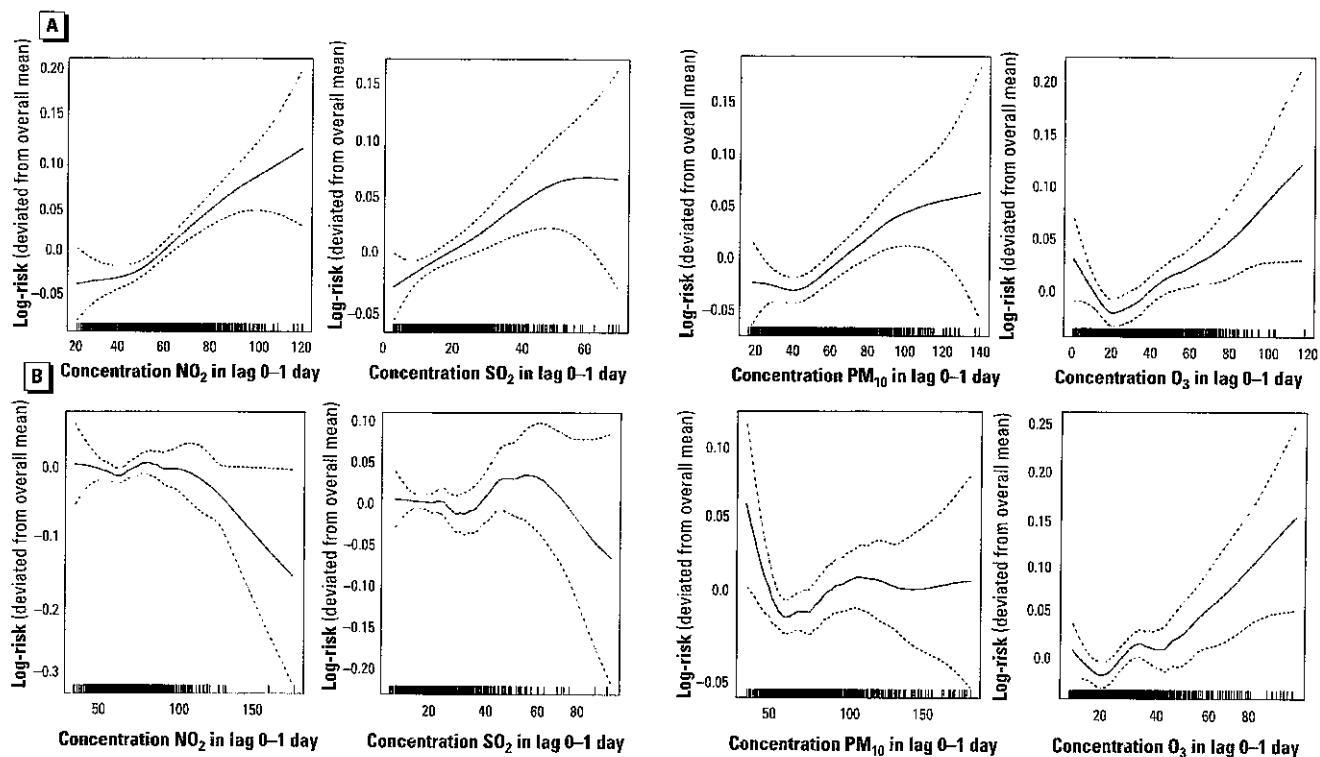 A
Log-risk (deviated from overall mean)
0.20
0.15
0.10
0.05
0.0
−0.05
20 40 60 80 100 120
Concentration NO₂ in lag 0–1 day
Log-risk (deviated from overall mean)
0.15
0.10
0.05
0.0
−0.05
0 20 40 60
Concentration SO₂ in lag 0–1 day
Log-risk (deviated from overall mean)
0.15
0.10
0.05
0.0
−0.05
20 40 60 80 100 120 140
Concentration PM₁₀ in lag 0–1 day
Log-risk (deviated from overall mean)
0.20
0.15
0.10
0.05
0.0
0 20 40 60 80 100 120
Concentration O₃ in lag 0–1 day
B
Log-risk (deviated from overall mean)
0.0
−0.1
−0.2
−0.3
50 100 150
Concentration NO₂ in lag 0–1 day
Log-risk (deviated from overall mean)
0.10
0.05
0.0
−0.05
−0.10
−0.15
−0.20
20 40 60 80
Concentration SO₂ in lag 0–1 day
Log-risk (deviated from overall mean)
0.10
0.05
0.0
−0.05
50 100 150
Concentration PM₁₀ in lag 0–1 day
Log-risk (deviated from overall mean)
0.25
0.20
0.15
0.10
0.05
0.0
20 40 60 80
Concentration O₃ in lag 0–1 day